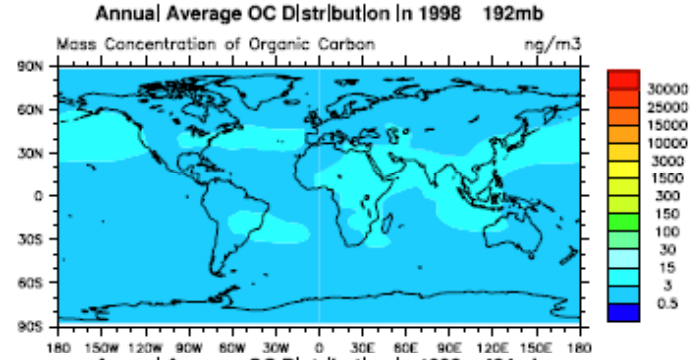 Annual Average OC Distribution in 1998 192mb
Mass Concentration of Organic Carbon ng/m3
90N
60N
30N
0
30S
60S
90S
180 150W 120W 90W 60W 30W 0 30E 60E 90E 120E 150E 180
30000
25000
15000
10000
3000
1500
300
150
100
30
15
3
0.5